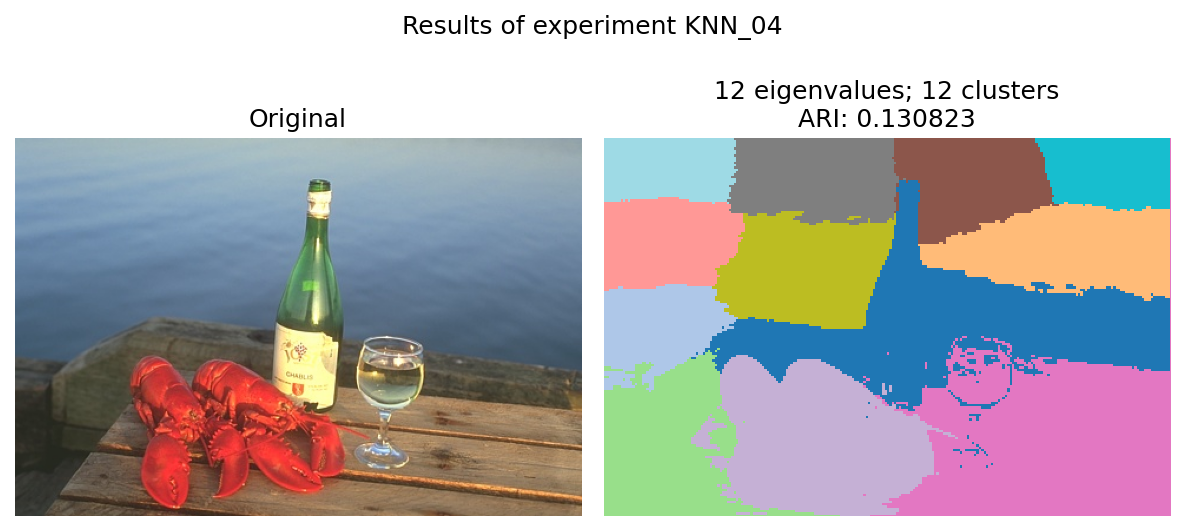 Results of experiment KNN_04
Original
12 eigenvalues; 12 clusters
ARI: 0.130823
CHABLIS